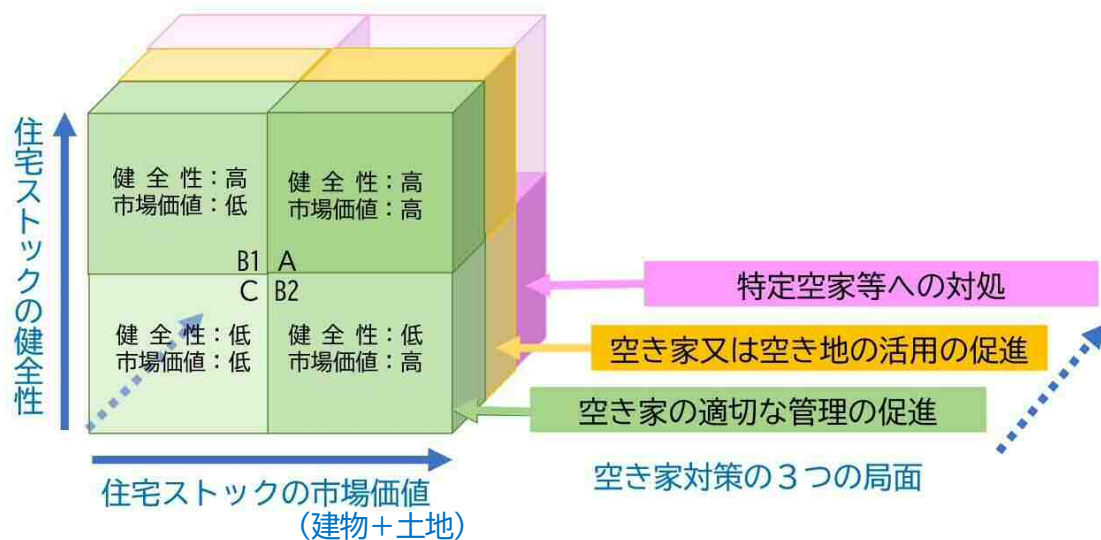 住宅ストックの健全性
健 全 性：高
市場価値：低
健 全 性：高
市場価値：高
B1
A
C
B2
健 全 性：低
市場価値：低
健 全 性：低
市場価値：高
特定空家等への対処
空き家又は空き地の活用の促進
空き家の適切な管理の促進
空き家対策の３つの局面
住宅ストックの市場価値
（建物＋土地）